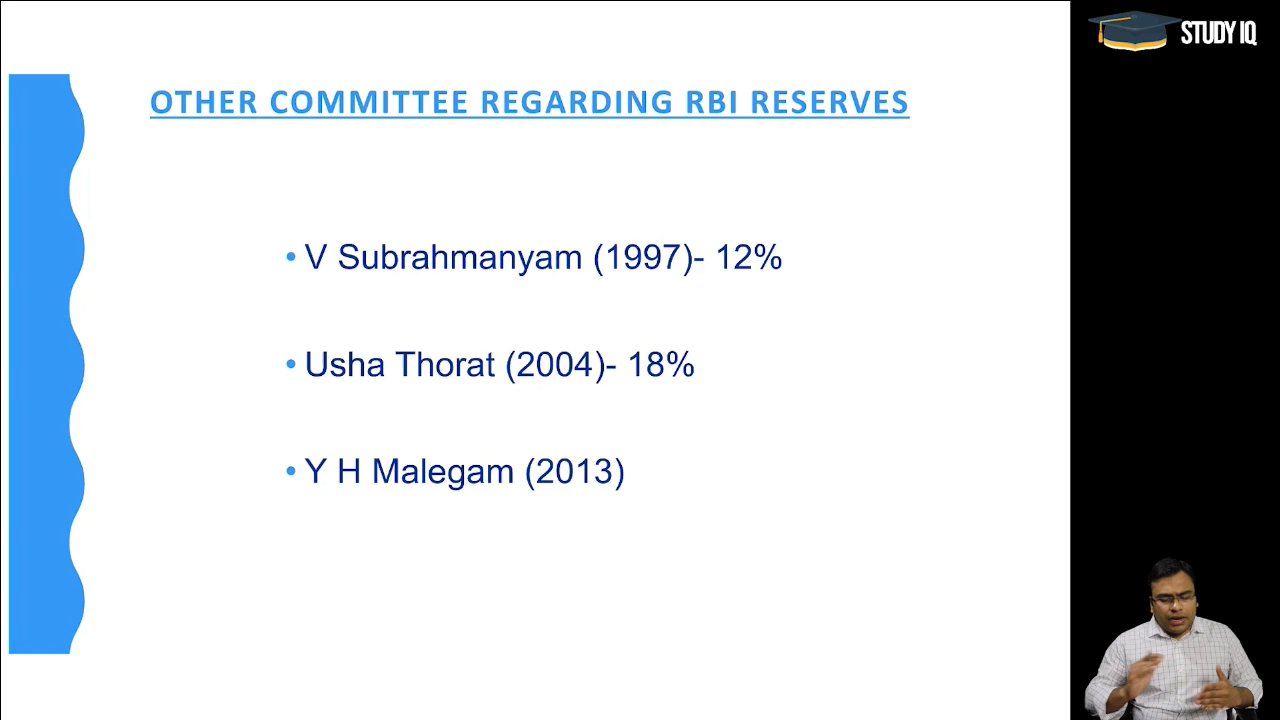 STUDY IQ
OTHER COMMITTEE REGARDING RBI RESERVES
• V Subrahmanyam (1997)- 12%
• Usha Thorat (2004)- 18%
• Y H Malegam (2013)